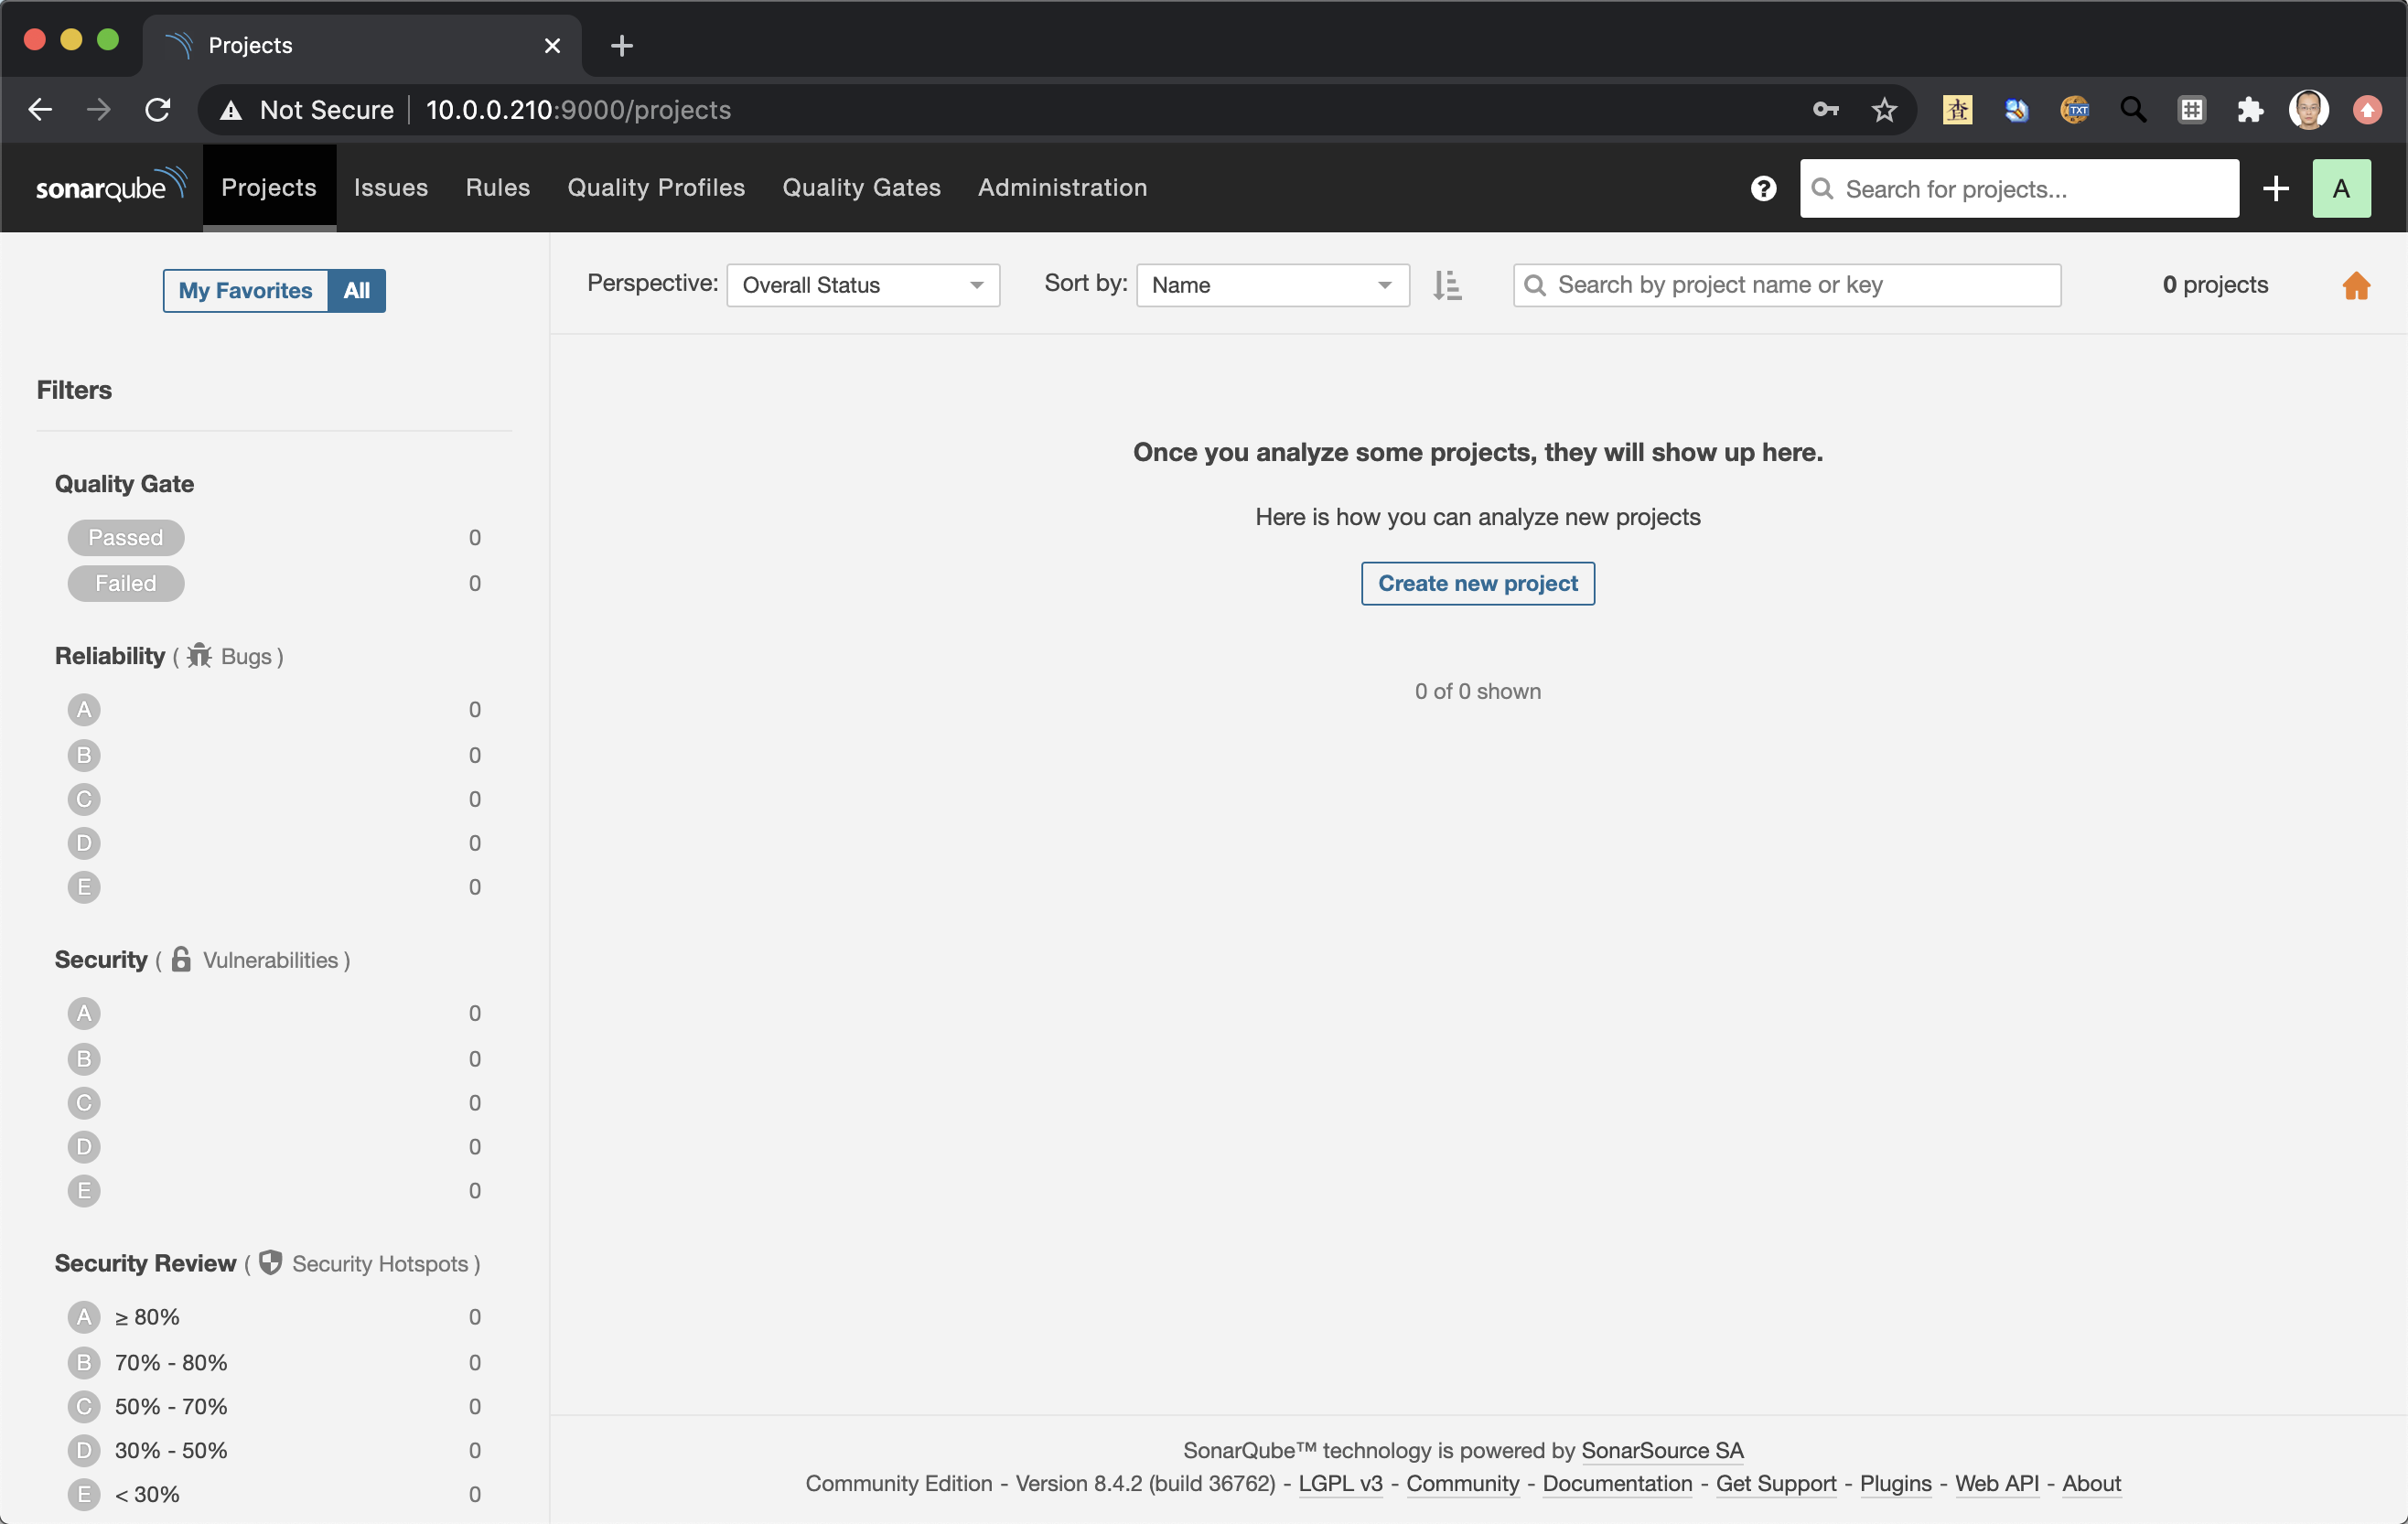 Projects
Not Secure 10.0.0.210:9000/projects
查
TXT
sonarqube Projects Issues Rules Quality Profiles Quality Gates Administration ? Search for projects... A
My Favorites All
Perspective: Overall Status Sort by: Name Search by project name or key 0 projects
Filters
Once you analyze some projects, they will show up here.
Here is how you can analyze new projects
Create new project
0 of 0 shown
Quality Gate
Passed 0
Failed 0
Reliability ( Bugs )
A 0
B 0
C 0
D 0
E 0
Security ( Vulnerabilities )
A 0
B 0
C 0
D 0
E 0
Security Review ( Security Hotspots )
A ≥ 80% 0
B 70% - 80% 0
C 50% - 70% 0
D 30% - 50% 0
E < 30% 0
SonarQube™ technology is powered by SonarSource SA
Community Edition - Version 8.4.2 (build 36762) - LGPL v3 - Community - Documentation - Get Support - Plugins - Web API - About